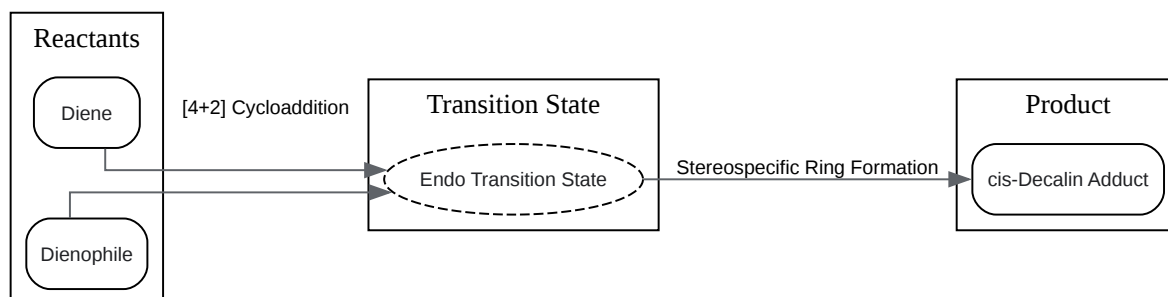 Reactants
Diene
Dienophile
[4+2] Cycloaddition
Transition State
Endo Transition State
Stereospecific Ring Formation
Product
cis-Decalin Adduct